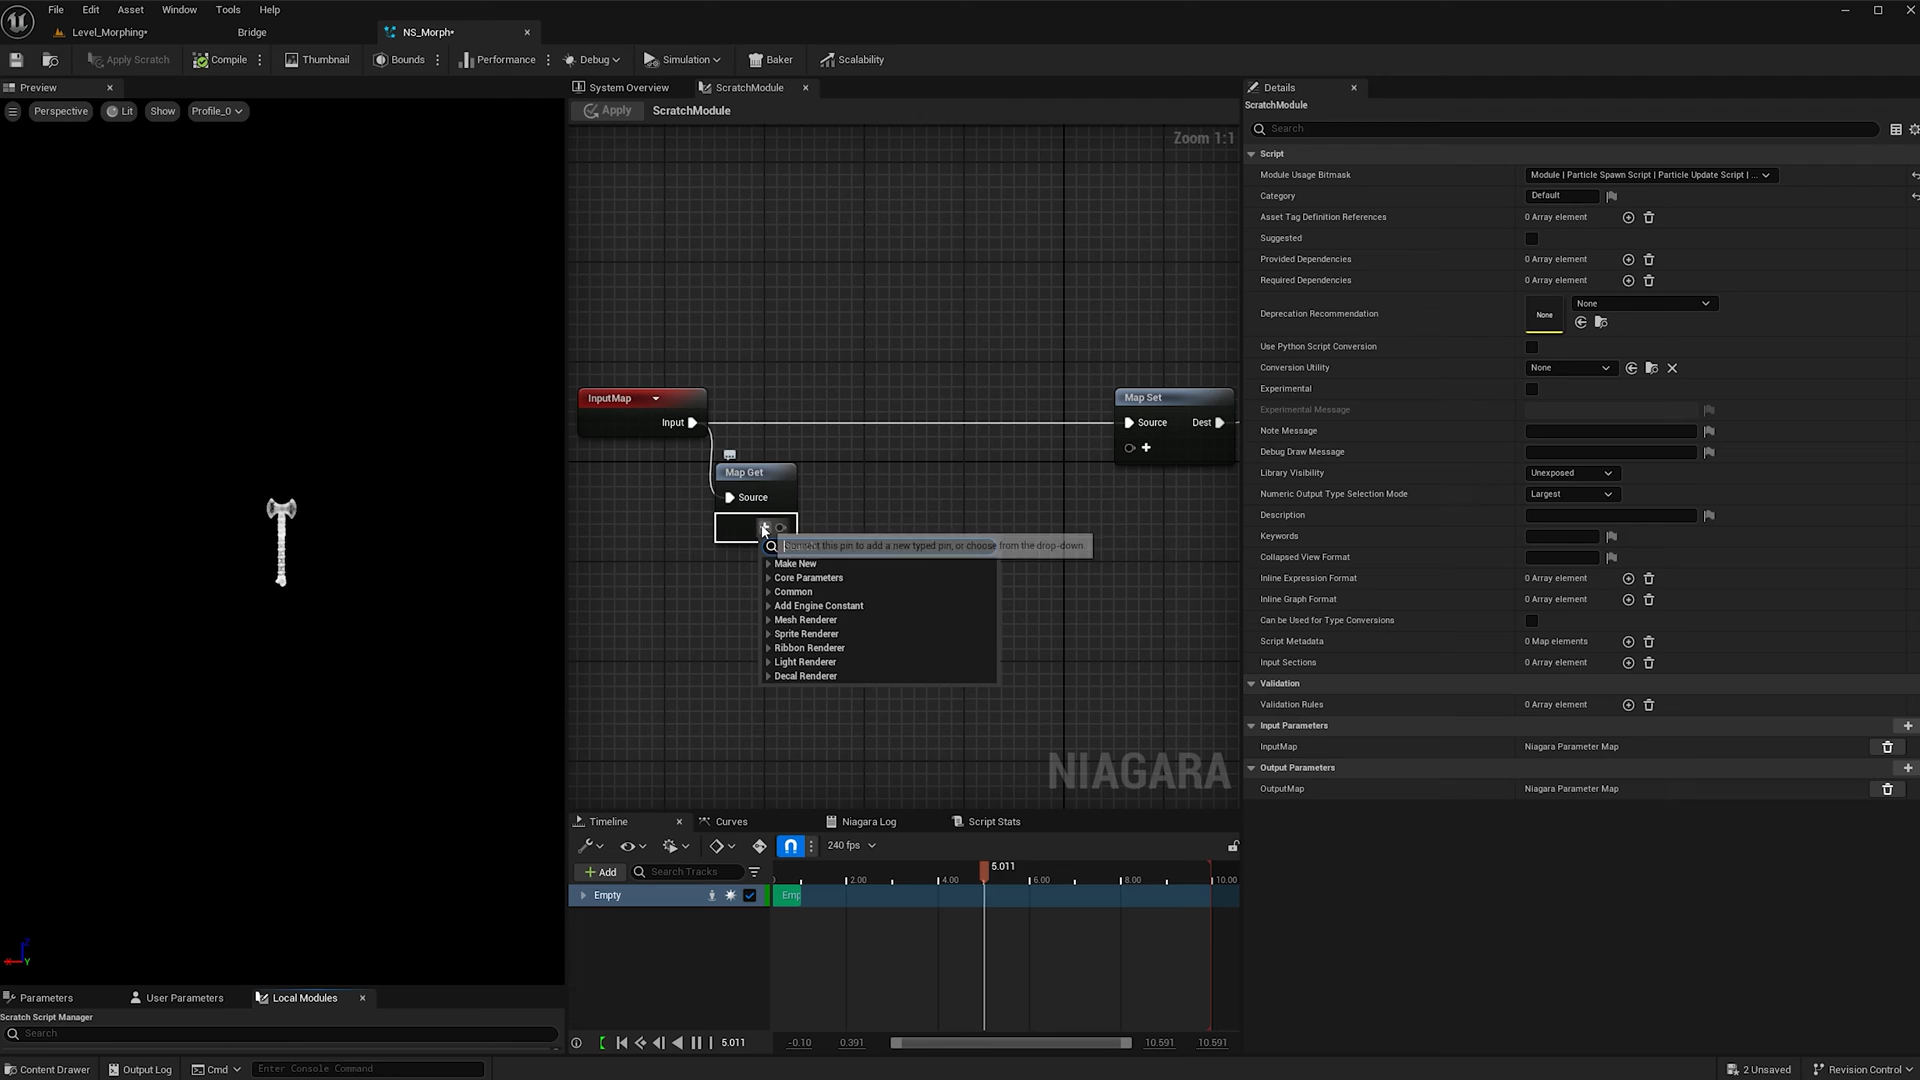 File Edit Asset Window Tools Help
Level_Morphing* Bridge NS_Morph*
Apply Scratch Compile Thumbnail Bounds Performance Debug Simulation Baker Scalability
Preview
Perspective Lit Show Profile_0
System Overview ScratchModule
Apply ScratchModule
Zoom 1:1
InputMap
Input
Map Get
Source
Map Set
Source Dest
Connect this pin to add a new typed pin, or choose from the drop-down.
Make New
Core Parameters
Common
Add Engine Constant
Mesh Renderer
Sprite Renderer
Ribbon Renderer
Light Renderer
Decal Renderer
NIAGARA
Details
ScratchModule
Search
Script
Module Usage Bitmask Module | Particle Spawn Script | Particle Update Script | ...
Category Default
Asset Tag Definition References 0 Array element
Suggested
Provided Dependencies 0 Array element
Required Dependencies 0 Array element
Deprecation Recommendation None None
Use Python Script Conversion
Conversion Utility None
Experimental
Experimental Message
Note Message
Debug Draw Message
Library Visibility Unexposed
Numeric Output Type Selection Mode Largest
Description
Keywords
Collapsed View Format
Inline Expression Format 0 Array element
Inline Graph Format 0 Array element
Can be Used for Type Conversions
Script Metadata 0 Map elements
Input Sections 0 Array element
Validation
Validation Rules 0 Array element
Input Parameters
InputMap Niagara Parameter Map
Output Parameters
OutputMap Niagara Parameter Map
Timeline Curves Niagara Log Script Stats
240 fps
Add Search Tracks
5.011
2.00 4.00 6.00 8.00 10.00
Empty Emp
5.011 -0.10 0.391 10.591 10.591
Z
X Y
Parameters User Parameters Local Modules
Scratch Script Manager
Search
Content Drawer Output Log Cmd Enter Console Command 2 Unsaved Revision Control